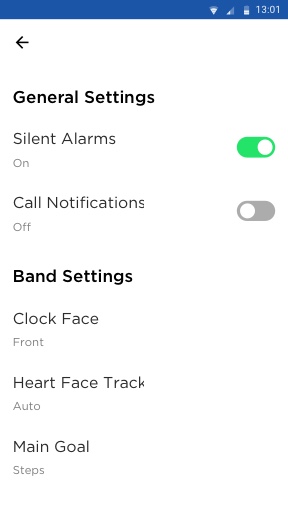 13:01
General Settings
Silent Alarms
On
Call Notifications
Off
Band Settings
Clock Face
Front
Heart Face Track
Auto
Main Goal
Steps